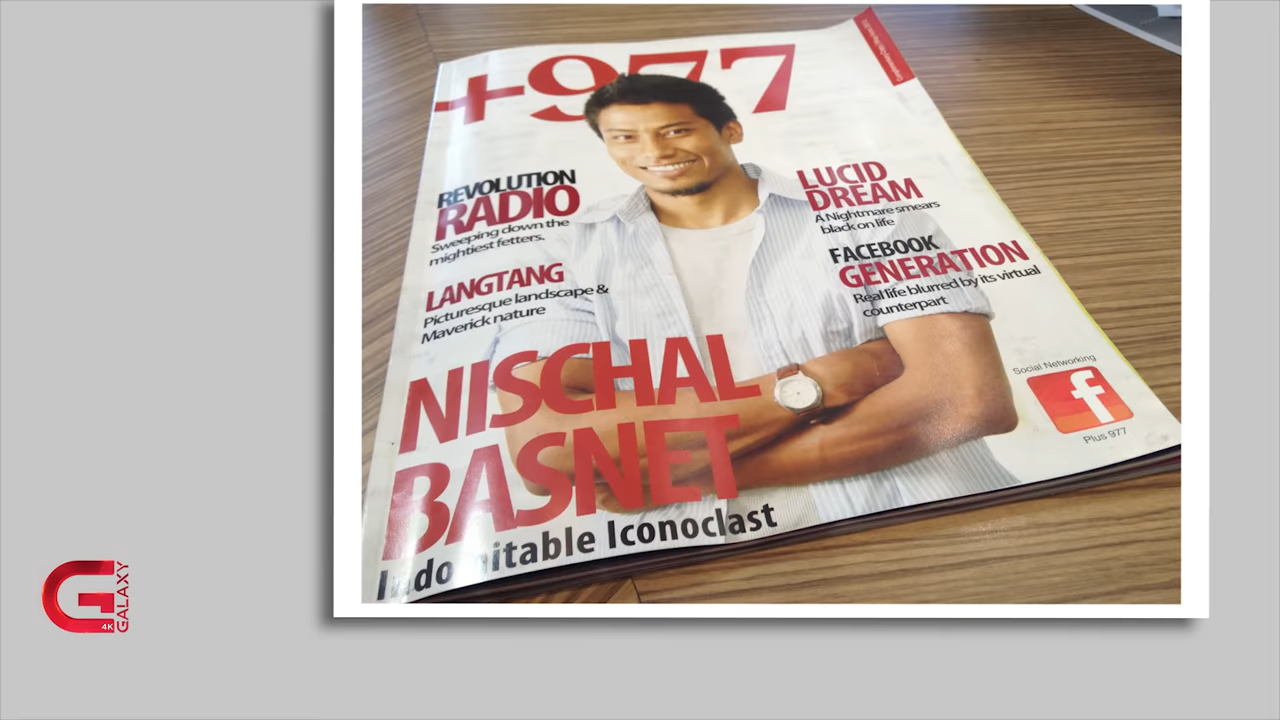 +977
REVOLUTION
RADIO
Sweeping down the
mightiest fetters.
LANGTANG
Picturesque landscape &
Maverick nature
LUCID
DREAM
A Nightmare smears
black on life
FACEBOOK
GENERATION
Real life blurred by its virtual
counterpart
NISCHAL
BASNET
Indomitable Iconoclast
Social Networking
f
Plus 977
G
4K
GALAXY